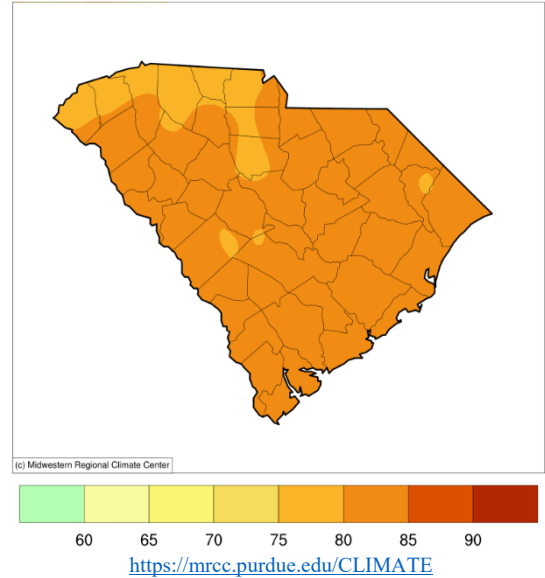 (c) Midwestern Regional Climate Center
60 65 70 75 80 85 90
https://mrcc.purdue.edu/CLIMATE